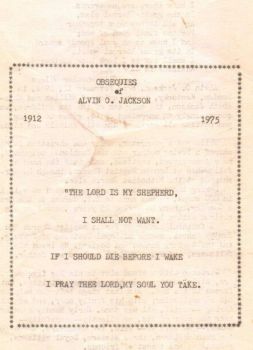 OBSEQUIES
of
ALVIN O. JACKSON
1912 1975
"THE LORD IS MY SHEPHERD,
I SHALL NOT WANT.
IF I SHOULD DIE BEFORE I WAKE
I PRAY THEE LORD,MY SOUL YOU TAKE.